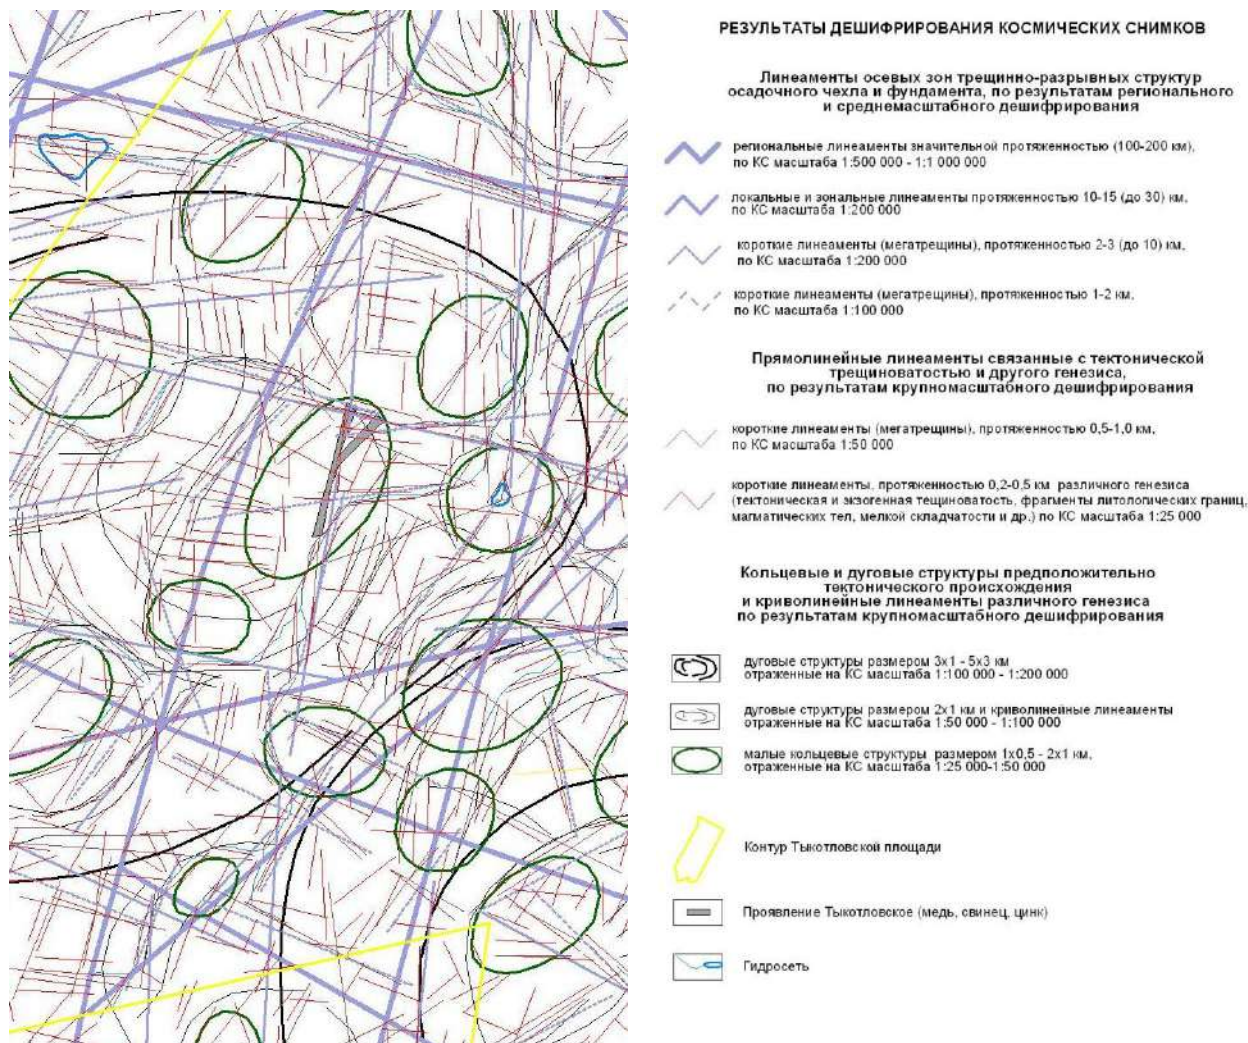 РЕЗУЛЬТАТЫ ДЕШИФРИРОВАНИЯ КОСМИЧЕСКИХ СНИМКОВ
Линеаменты осевых зон трещинно-разрывных структур
осадочного чехла и фундамента, по результатам регионального
и среднемасштабного дешифрирования
региональные линеаменты значительной протяженностью (100-200 км),
по КС масштаба 1:500 000 - 1:1 000 000
локальные и зональные линеаменты протяженностью 10-15 (до 30) км,
по КС масштаба 1:200 000
короткие линеаменты (мегатрещины), протяженностью 2-3 (до 10) км,
по КС масштаба 1:200 000
короткие линеаменты (мегатрещины), протяженностью 1-2 км,
по КС масштаба 1:100 000
Прямолинейные линеаменты связанные с тектонической
трещиноватостью и другого генезиса,
по результатам крупномасштабного дешифрирования
короткие линеаменты (мегатрещины), протяженностью 0,5-1,0 км,
по КС масштаба 1:50 000
короткие линеаменты, протяженностью 0,2-0,5 км различного генезиса
(тектоническая и экзогенная тещиноватость, фрагменты литологических границ,
магматических тел, мелкой складчатости и др.) по КС масштаба 1:25 000
Кольцевые и дуговые структуры предположительно
тектонического происхождения
и криволинейные линеаменты различного генезиса
по результатам крупномасштабного дешифрирования
дуговые структуры размером 3х1 - 5х3 км
отраженные на КС масштаба 1:100 000 - 1:200 000
дуговые структуры размером 2х1 км и криволинейные линеаменты
отраженные на КС масштаба 1:50 000 - 1:100 000
малые кольцевые структуры размером 1х0,5 - 2х1 км,
отраженные на КС масштаба 1:25 000-1:50 000
Контур Тыкотловской площади
Проявление Тыкотловское (медь, свинец, цинк)
Гидросеть